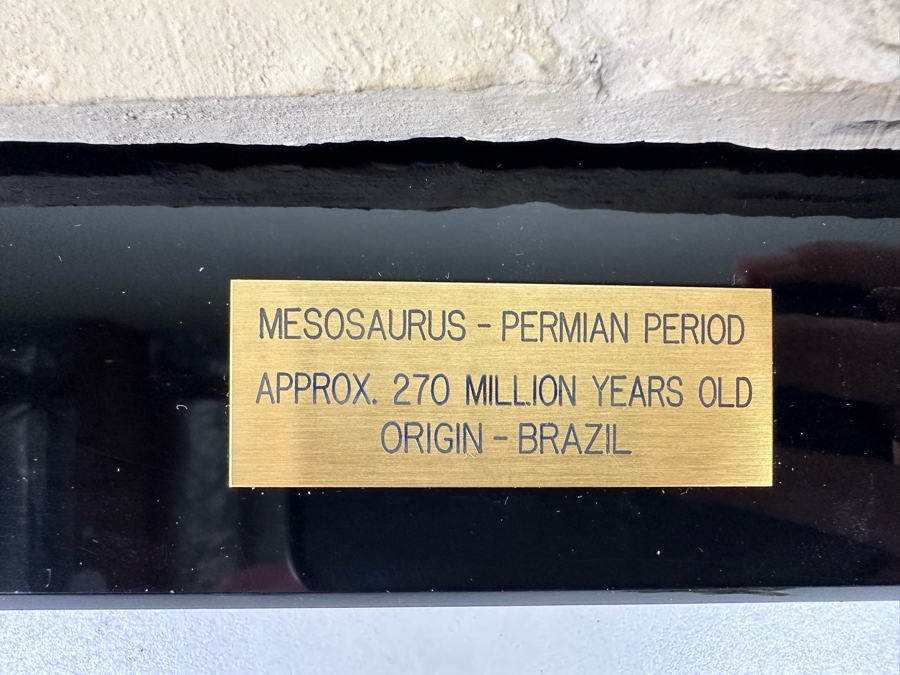 MESOSAURUS - PERMIAN PERIOD
APPROX. 270 MILLION YEARS OLD
ORIGIN - BRAZIL